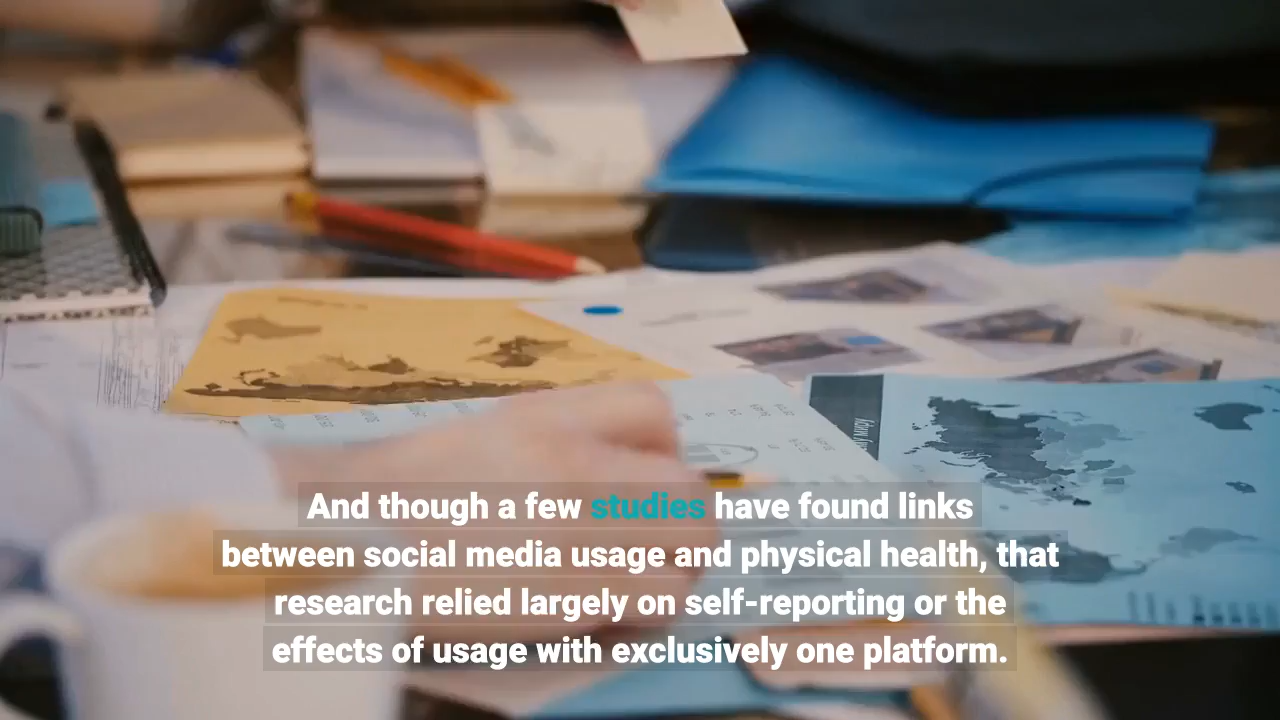 And though a few studies have found links
between social media usage and physical health, that
research relied largely on self-reporting or the
effects of usage with exclusively one platform.